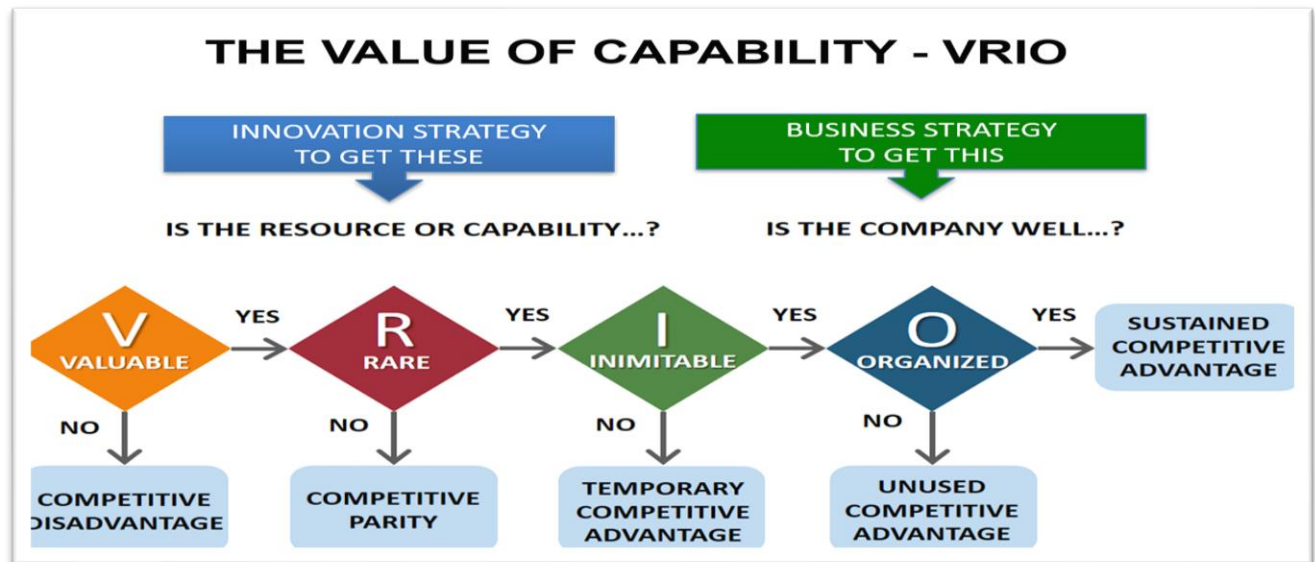 THE VALUE OF CAPABILITY - VRIO
INNOVATION STRATEGY
TO GET THESE
BUSINESS STRATEGY
TO GET THIS
IS THE RESOURCE OR CAPABILITY...?
IS THE COMPANY WELL...?
V
VALUABLE
YES
R
RARE
YES
I
INIMITABLE
YES
O
ORGANIZED
YES
SUSTAINED
COMPETITIVE
ADVANTAGE
NO
NO
NO
NO
COMPETITIVE
DISADVANTAGE
COMPETITIVE
PARITY
TEMPORARY
COMPETITIVE
ADVANTAGE
UNUSED
COMPETITIVE
ADVANTAGE